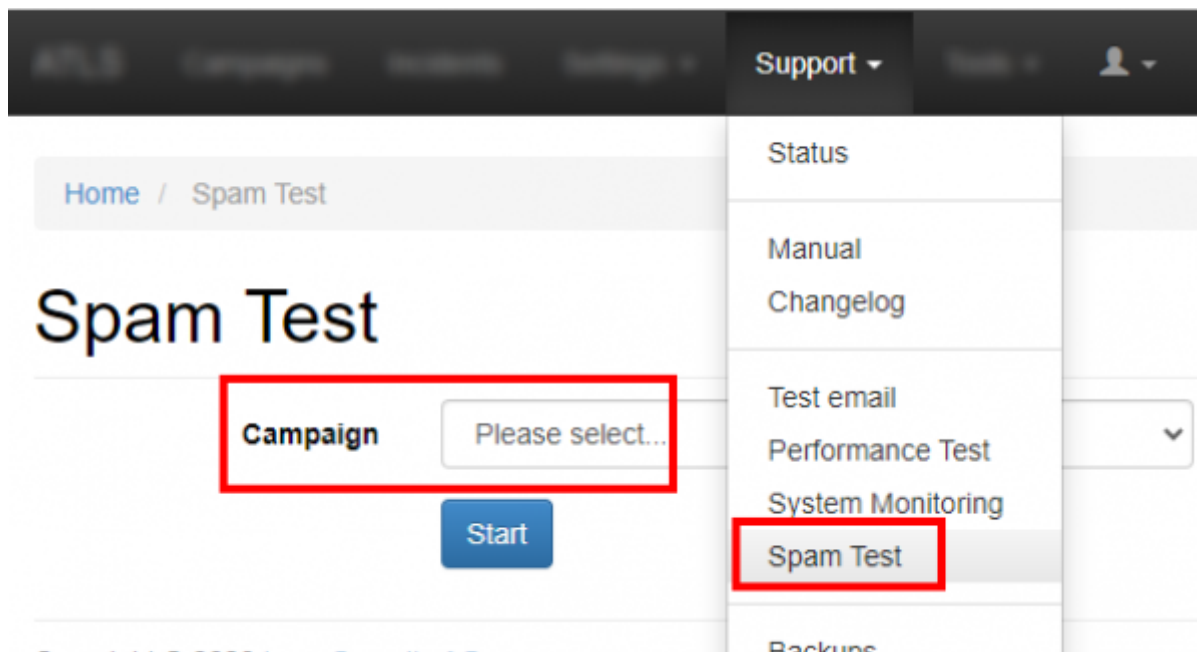 Support
Status
Home / Spam Test
Manual
Changelog
Spam Test
Test email
Campaign Please select...
Performance Test
System Monitoring
Start
Spam Test
Backups